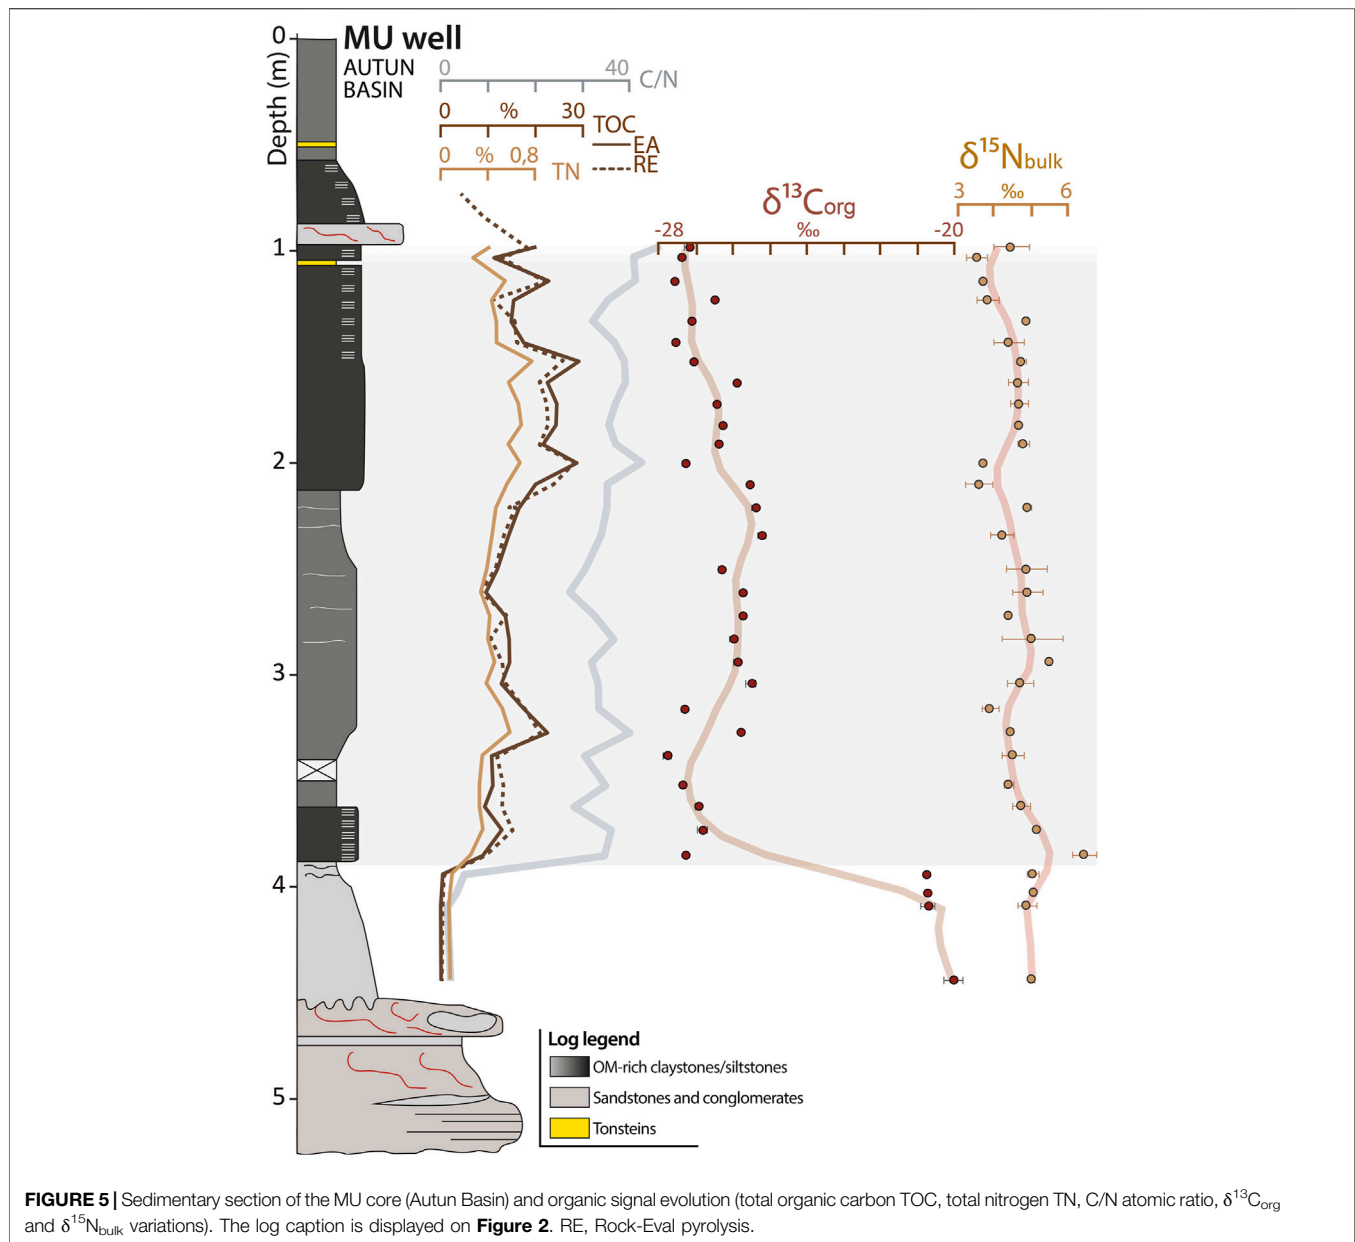 MU well
AUTUN
BASIN
Depth (m)
0
1
2
3
4
5
0 40 C/N
0 % 30 TOC
EA
RE
0 % 0,8 TN
δ¹³Corg
-28 ‰ -20
δ¹⁵Nbulk
3 ‰ 6
Log legend
OM-rich claystones/siltstones
Sandstones and conglomerates
Tonsteins
FIGURE 5 | Sedimentary section of the MU core (Autun Basin) and organic signal evolution (total organic carbon TOC, total nitrogen TN, C/N atomic ratio, δ¹³Corg
and δ¹⁵Nbulk variations). The log caption is displayed on Figure 2. RE, Rock-Eval pyrolysis.